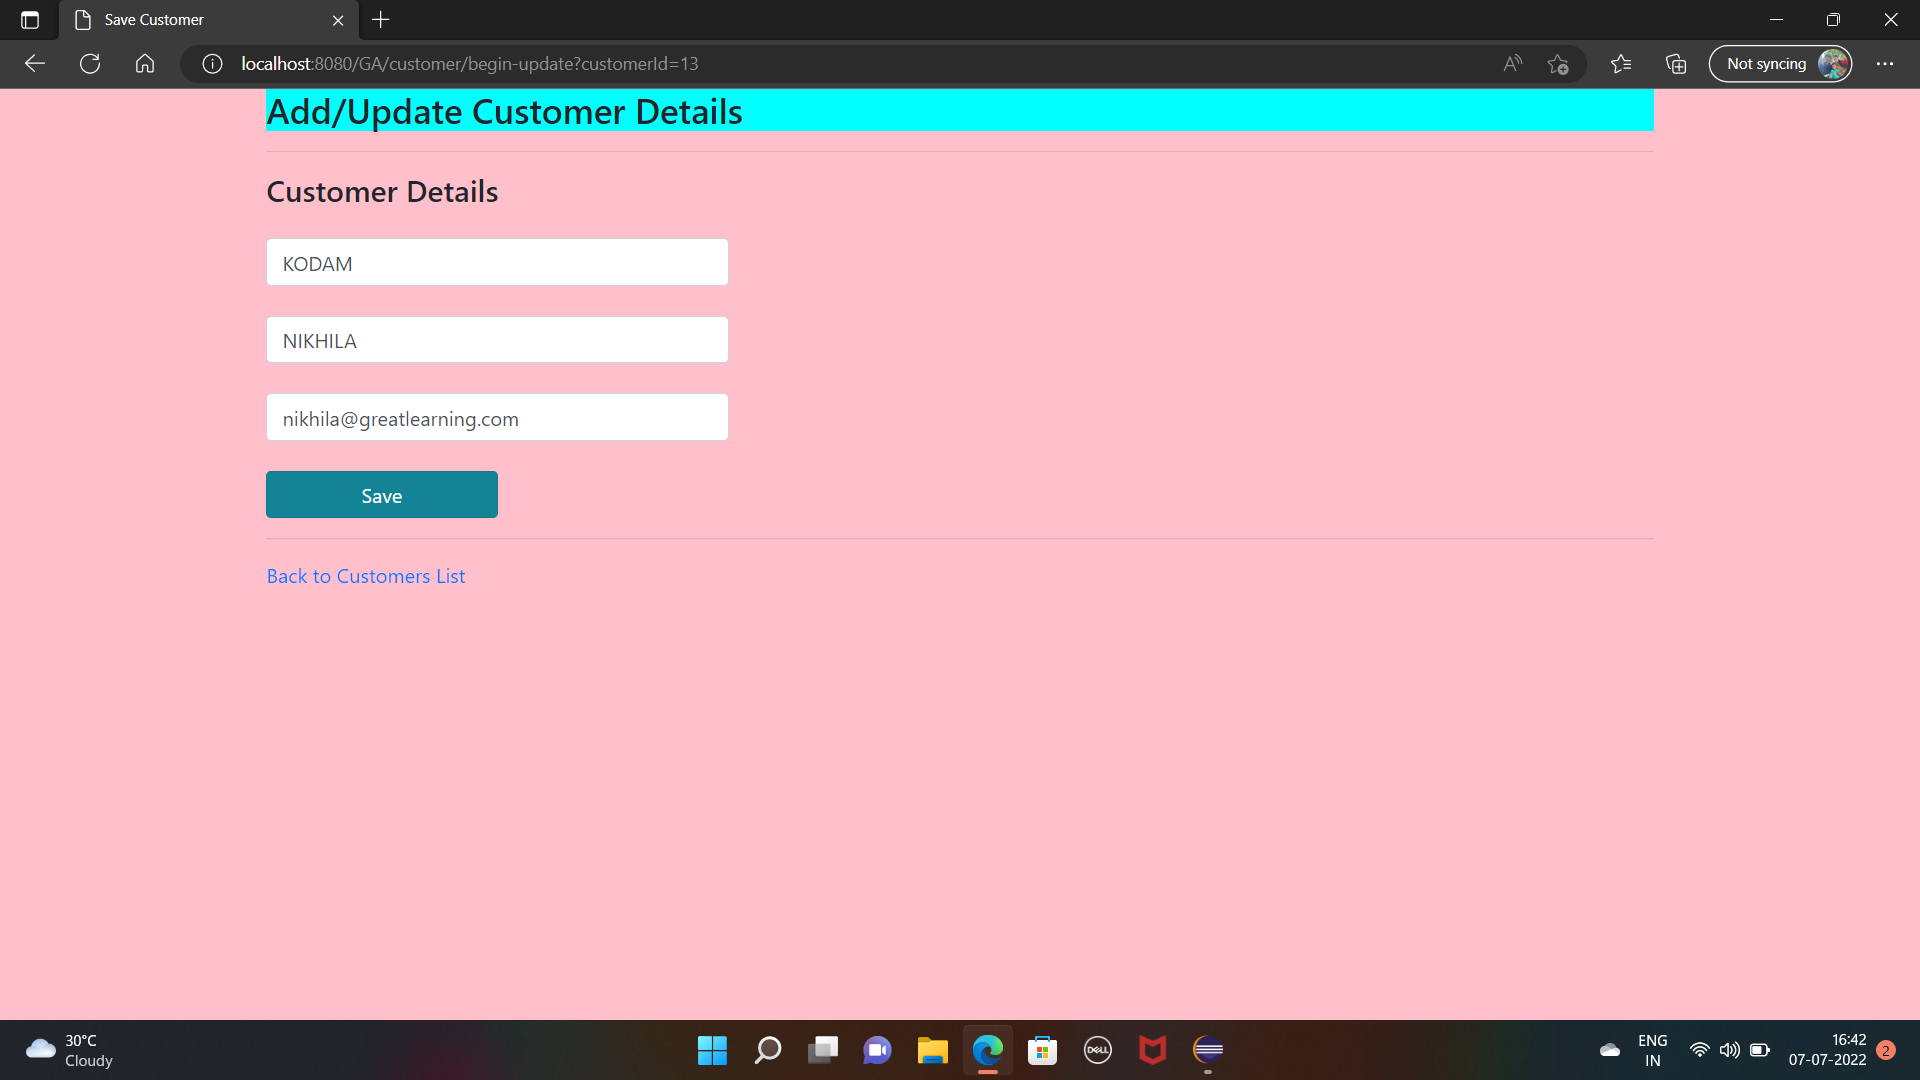 Save Customer
localhost:8080/GA/customer/begin-update?customerId=13
Not syncing
Add/Update Customer Details
Customer Details
KODAM
NIKHILA
nikhila@greatlearning.com
Save
Back to Customers List
30°C
Cloudy
DELL
ENG
IN
16:42
07-07-2022
2